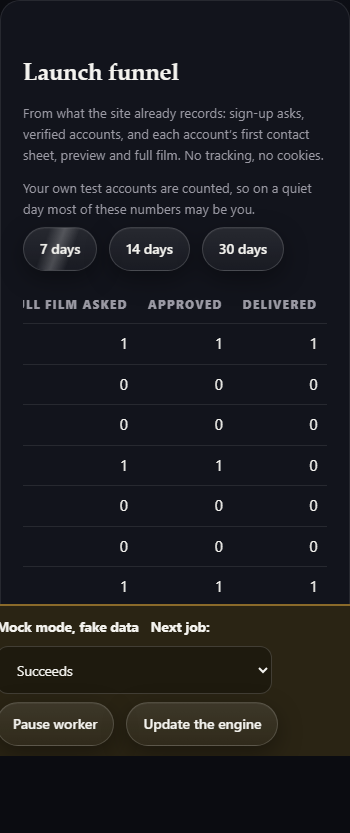 Launch funnel
From what the site already records: sign-up asks,
verified accounts, and each account's first contact
sheet, preview and full film. No tracking, no cookies.
Your own test accounts are counted, so on a quiet
day most of these numbers may be you.
7 days 14 days 30 days
FILM ASKED APPROVED DELIVERED
1 1 1
0 0 0
0 0 0
1 1 0
0 0 0
0 0 0
1 1 1
Mock mode, fake data Next job:
Succeeds
Pause worker Update the engine